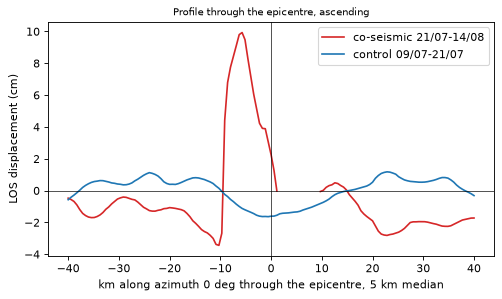 Profile through the epicentre, ascending
co-seismic 21/07-14/08
control 09/07-21/07
LOS displacement (cm)
10
8
6
4
2
0
−2
−4
−40 −30 −20 −10 0 10 20 30 40
km along azimuth 0 deg through the epicentre, 5 km median